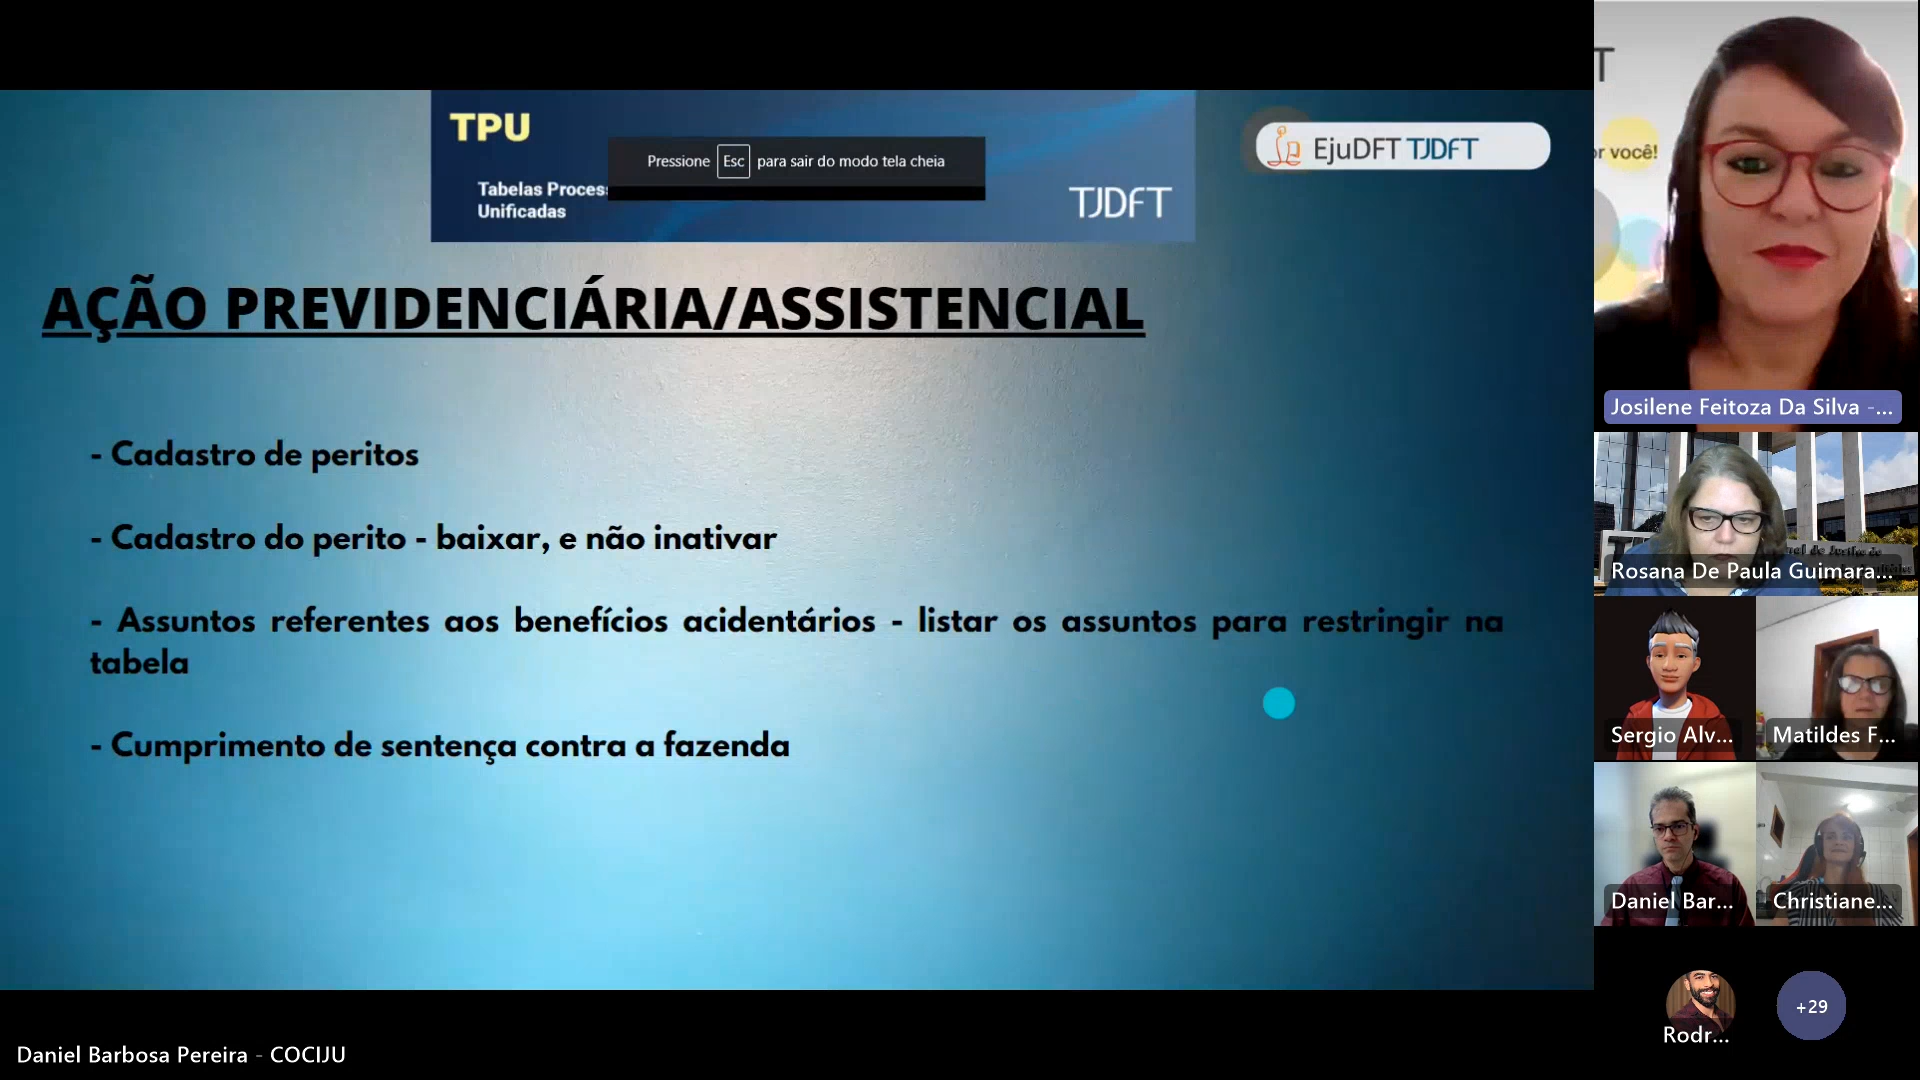 TPU
Tabelas Process
Unificadas
Pressione Esc para sair do modo tela cheia
TJDFT
EjuDFT TJDFT
AÇÃO PREVIDENCIÁRIA/ASSISTENCIAL
- Cadastro de peritos
- Cadastro do perito - baixar, e não inativar
- Assuntos referentes aos benefícios acidentários - listar os assuntos para restringir na
tabela
- Cumprimento de sentença contra a fazenda
T
or você!
Josilene Feitoza Da Silva -...
Rosana De Paula Guimara...
Sergio Alv...
Matildes F...
Daniel Bar...
Christiane...
Rodr...
+29
Daniel Barbosa Pereira - COCIJU